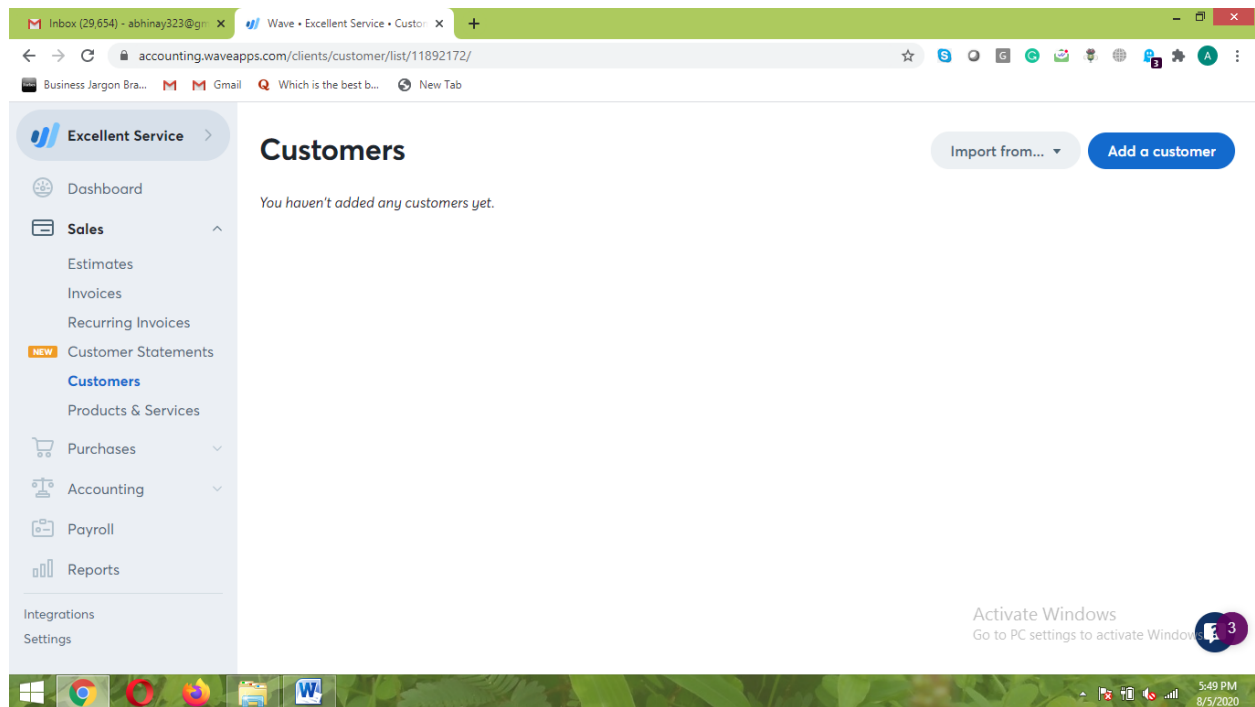 Inbox (29,654) - abhinay323@gm
Wave • Excellent Service • Custom
accounting.waveapps.com/clients/customer/list/11892172/
G
A
3
Business Jargon Bra...
Gmail
Which is the best b...
New Tab
Excellent Service
Customers
Import from...
Add a customer
Dashboard
You haven't added any customers yet.
Sales
Estimates
Invoices
Recurring Invoices
NEW Customer Statements
Customers
Products & Services
Purchases
Accounting
Payroll
Reports
Integrations
Settings
Activate Windows
Go to PC settings to activate Windows
3
5:49 PM
8/5/2020